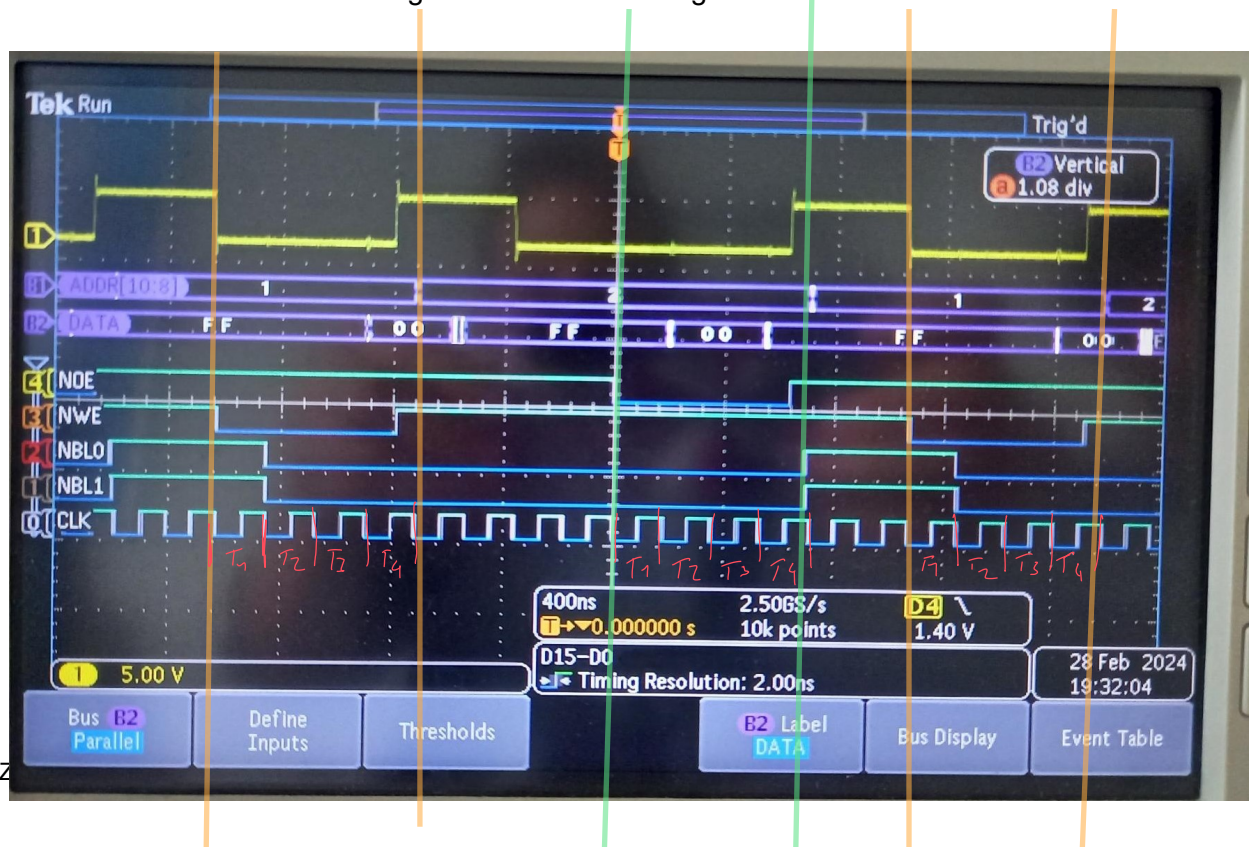 Tek Run
Trig'd
B2 Vertical
a 1.08 div
1
B1 ADDR[10:8] 1 2 1 2
B2 DATA FF 00 FF 00 FF 00 F
4 NOE
3 NWE
2 NBL0
1 NBL1
0 CLK
T1 T2 T3 T4 T1 T2 T3 T4 T1 T2 T3 T4
400ns 2.50GS/s D4
T→▼0.000000 s 10k points 1.40 V
1 5.00 V
D15-D0
Timing Resolution: 2.00ns
28 Feb 2024
19:32:04
Bus B2
Parallel
Define
Inputs
Thresholds
B2 Label
DATA
Bus Display
Event Table